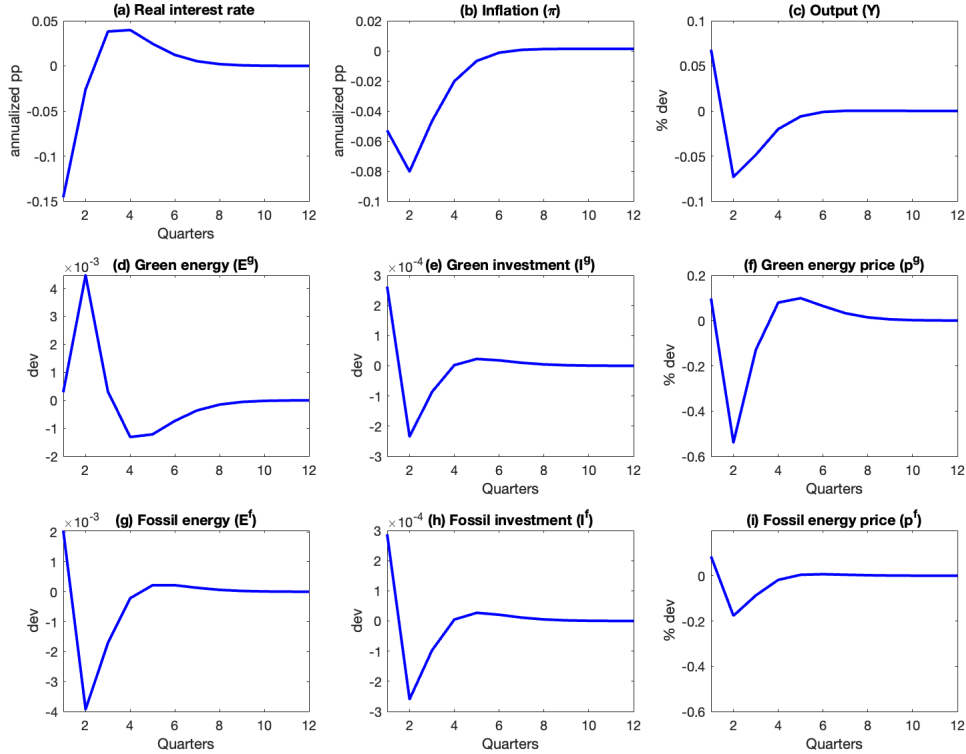 (a) Real interest rate
annualized pp
0.05
0
-0.05
-0.1
-0.15
2 4 6 8 10 12
Quarters
(b) Inflation (π)
annualized pp
0.02
0
-0.02
-0.04
-0.06
-0.08
-0.1
2 4 6 8 10 12
(c) Output (Y)
% dev
0.1
0.05
0
-0.05
-0.1
2 4 6 8 10 12
(d) Green energy (E^g)
×10^-3
dev
4
3
2
1
0
-1
-2
2 4 6 8 10 12
(e) Green investment (I^g)
×10^-4
dev
3
2
1
0
-1
-2
-3
2 4 6 8 10 12
Quarters
(f) Green energy price (p^g)
% dev
0.2
0
-0.2
-0.4
-0.6
2 4 6 8 10 12
Quarters
(g) Fossil energy (E^f)
×10^-3
dev
2
1
0
-1
-2
-3
-4
2 4 6 8 10 12
Quarters
(h) Fossil investment (I^f)
×10^-4
dev
3
2
1
0
-1
-2
-3
2 4 6 8 10 12
Quarters
(i) Fossil energy price (p^f)
% dev
0
-0.2
-0.4
-0.6
2 4 6 8 10 12
Quarters